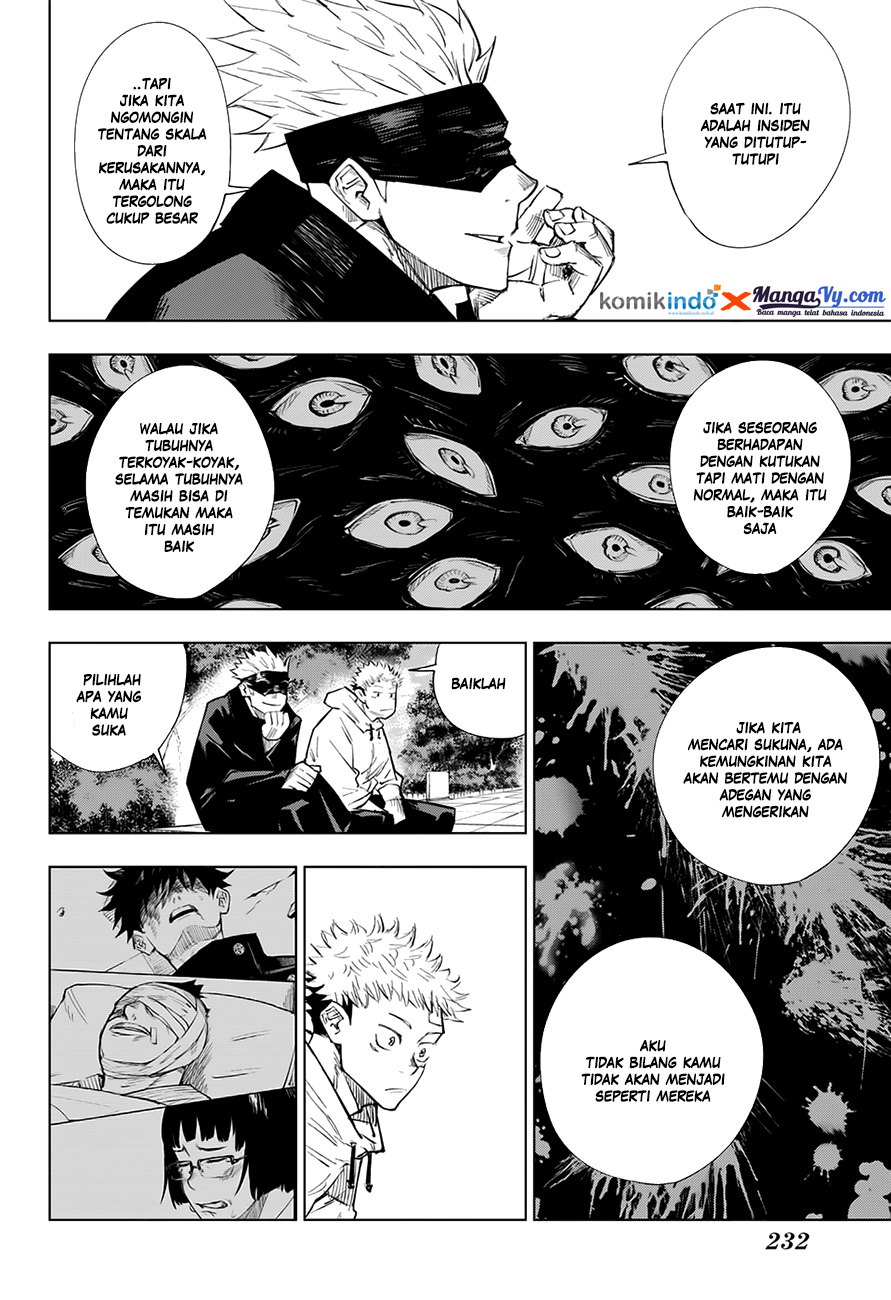 SAAT INI. ITU
ADALAH INSIDEN
YANG DITUTUP-
TUTUPI
..TAPI
JIKA KITA
NGOMONGIN
TENTANG SKALA
DARI
KERUSAKANNYA,
MAKA ITU
TERGOLONG
CUKUP BESAR
komikindo
X
MangaVy.com
Baca manga telat bahasa indonesia
JIKA SESEORANG
BERHADAPAN
DENGAN KUTUKAN
TAPI MATI DENGAN
NORMAL, MAKA ITU
BAIK-BAIK
SAJA
WALAU JIKA
TUBUHNYA
TERKOYAK-KOYAK,
SELAMA TUBUHNYA
MASIH BISA DI
TEMUKAN MAKA
ITU MASIH
BAIK
JIKA KITA
MENCARI SUKUNA, ADA
KEMUNGKINAN KITA
AKAN BERTEMU DENGAN
ADEGAN YANG
MENGERIKAN
AKU
TIDAK BILANG KAMU
TIDAK AKAN MENJADI
SEPERTI MEREKA
BAIKLAH
PILIHLAH
APA YANG
KAMU
SUKA
232